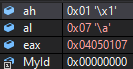 ah 0x01 '\x1'
al 0x07 '\a'
eax 0x04050107
MyId 0x00000000